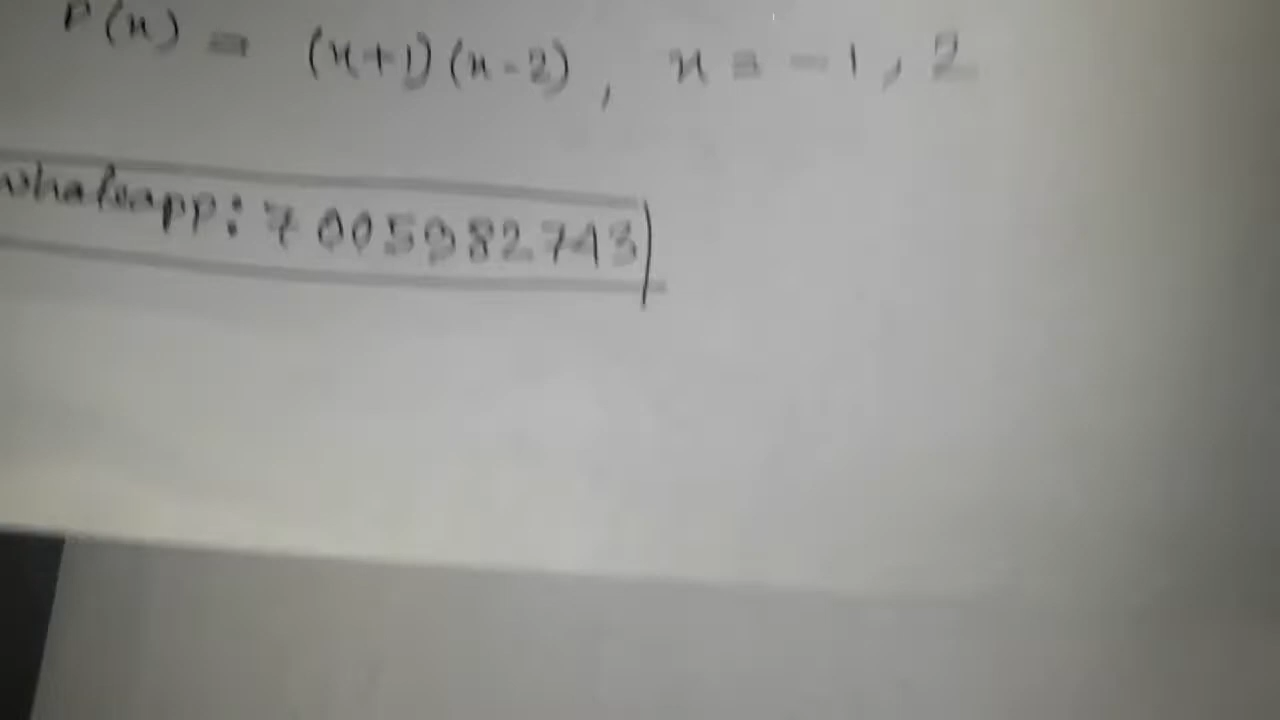 P(x) = (x+1)(x-2), x = -1, 2
whatsapp: 7005982743